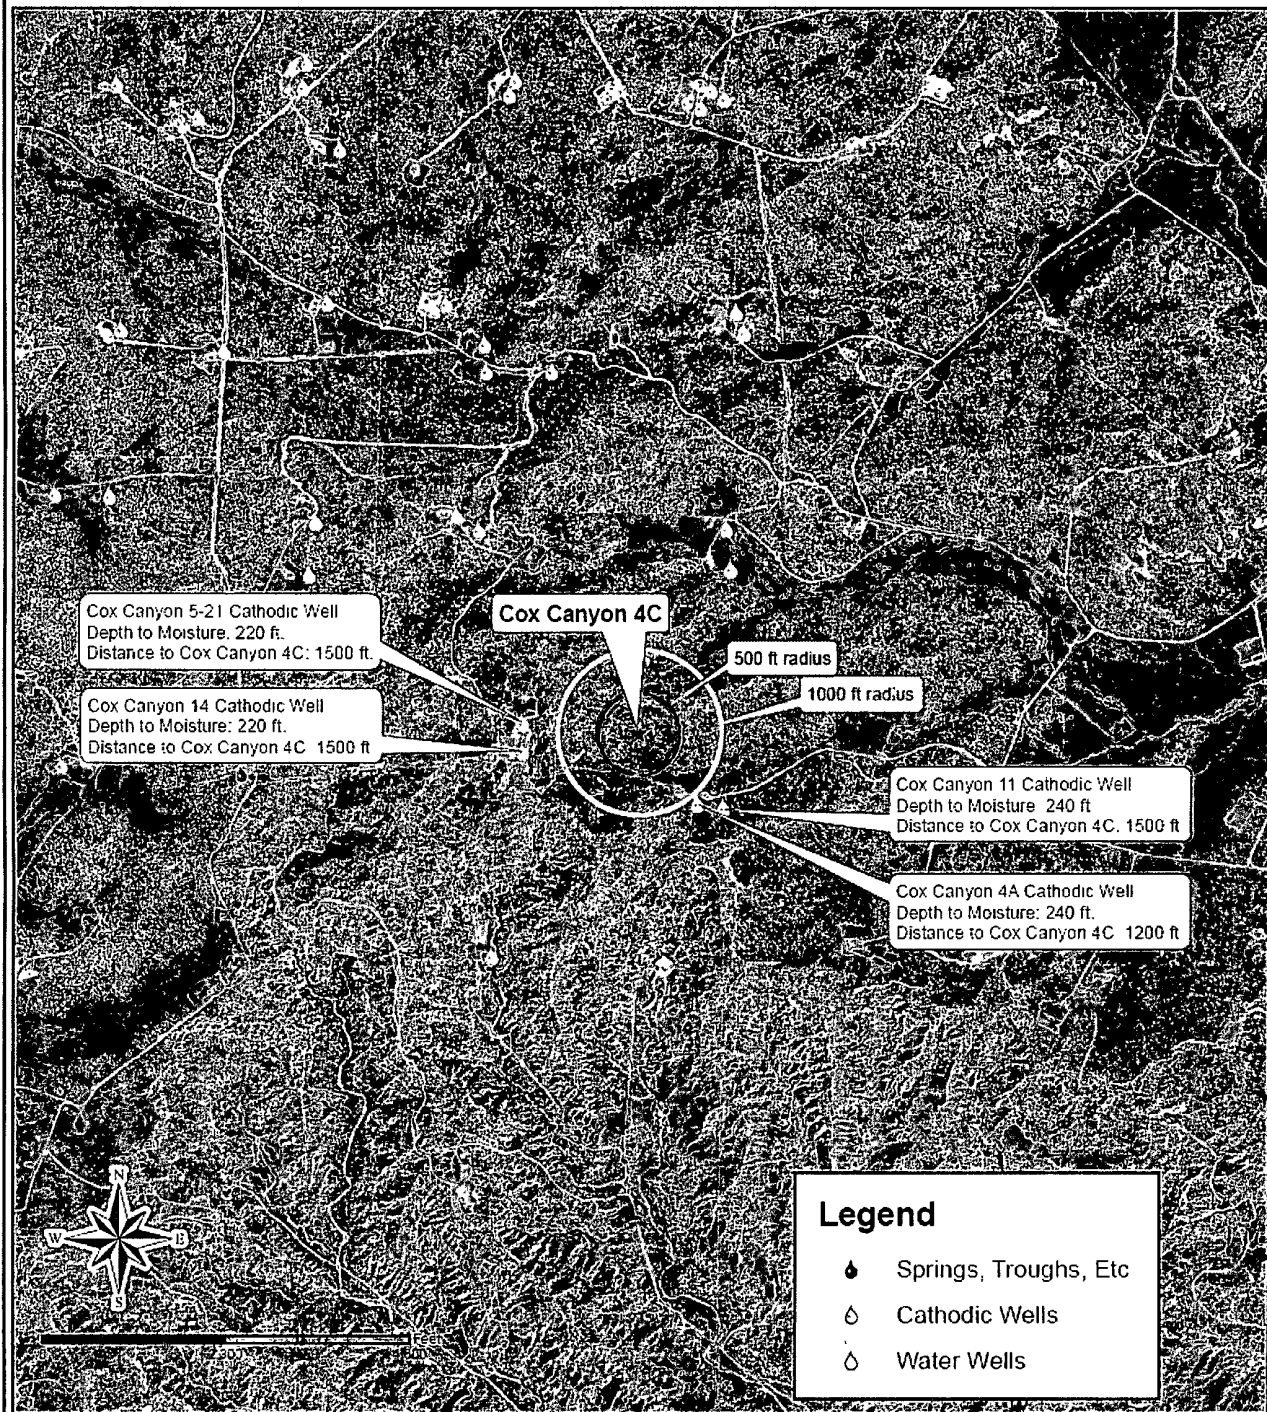 Cox Canyon 5-21 Cathodic Well
Depth to Moisture. 220 ft.
Distance to Cox Canyon 4C: 1500 ft.
Cox Canyon 4C
500 ft radius
1000 ft radius
Cox Canyon 14 Cathodic Well
Depth to Moisture: 220 ft.
Distance to Cox Canyon 4C 1500 ft
Cox Canyon 11 Cathodic Well
Depth to Moisture 240 ft
Distance to Cox Canyon 4C. 1500 ft
Cox Canyon 4A Cathodic Well
Depth to Moisture: 240 ft.
Distance to Cox Canyon 4C 1200 ft
N
W
S
Legend
Springs, Troughs, Etc
Cathodic Wells
Water Wells